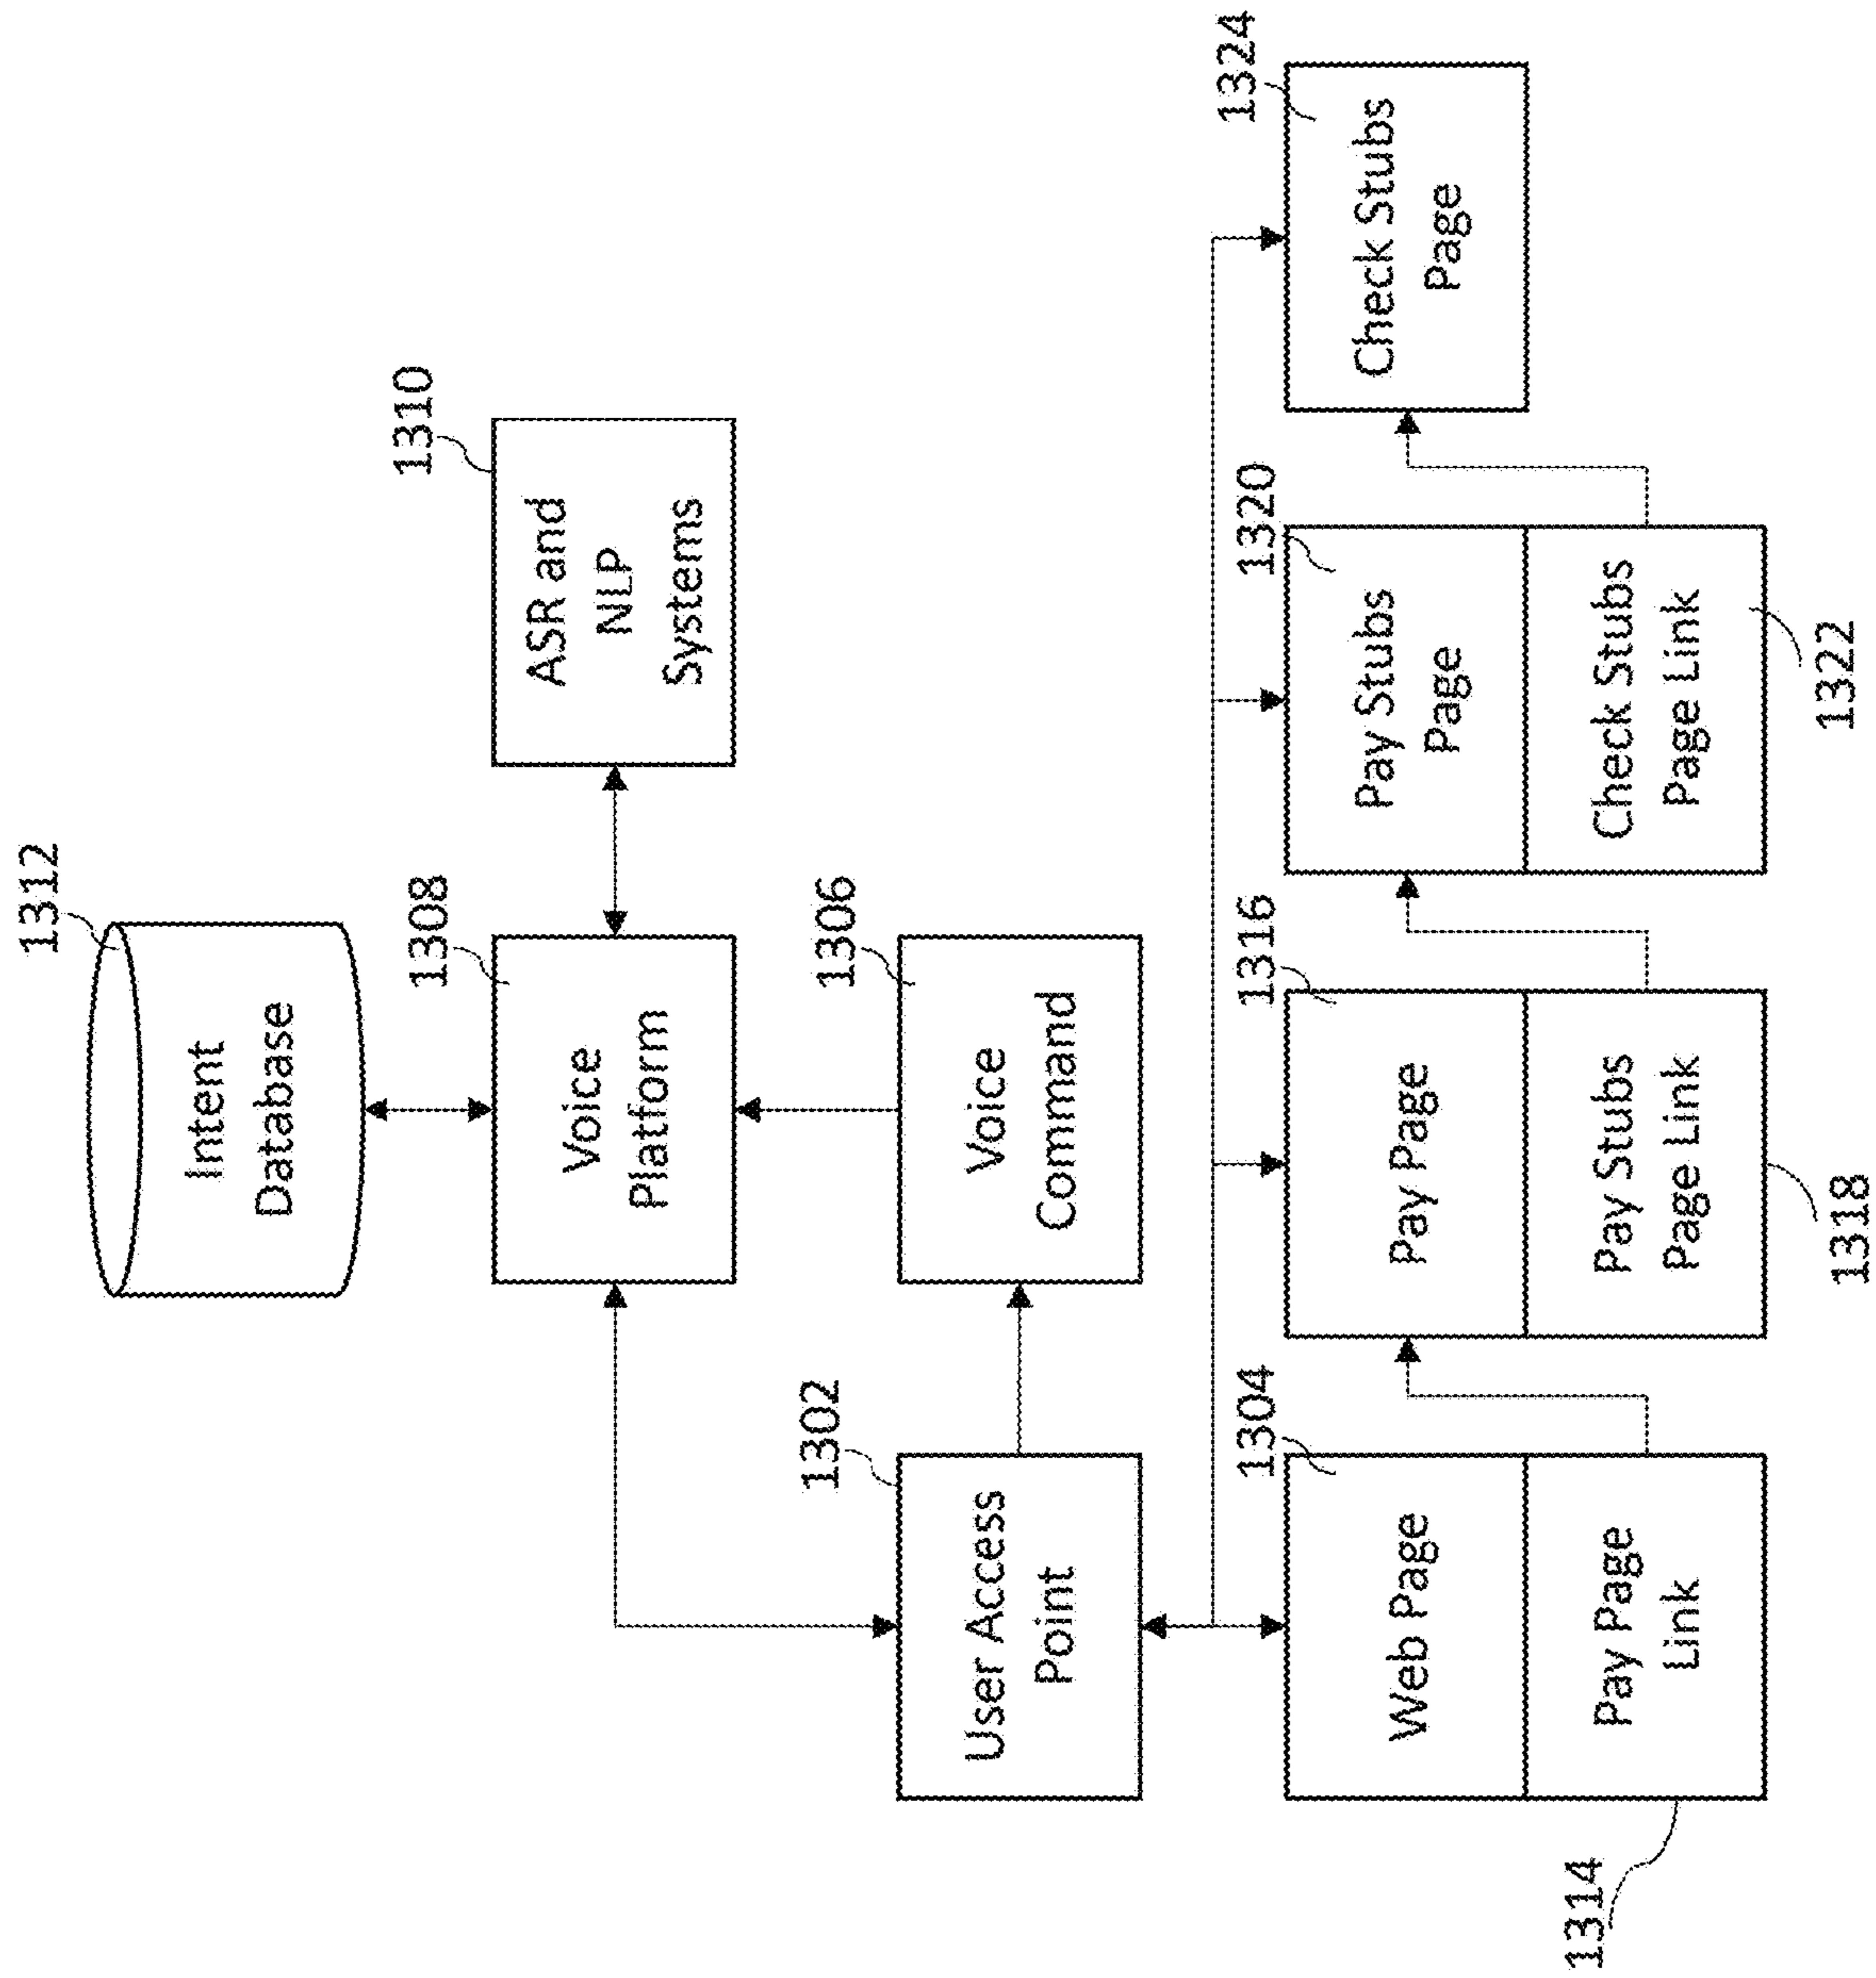 1312
Intent
Database
1308
Voice
Platform
1310
ASR and
NLP
Systems
1302
User Access
Point
1306
Voice
Command
1304
Web Page
Pay Page
Link
1314
1316
Pay Page
Pay Stubs
Page Link
1318
1320
Pay Stubs
Page
Check Stubs
Page Link
1322
1324
Check Stubs
Page